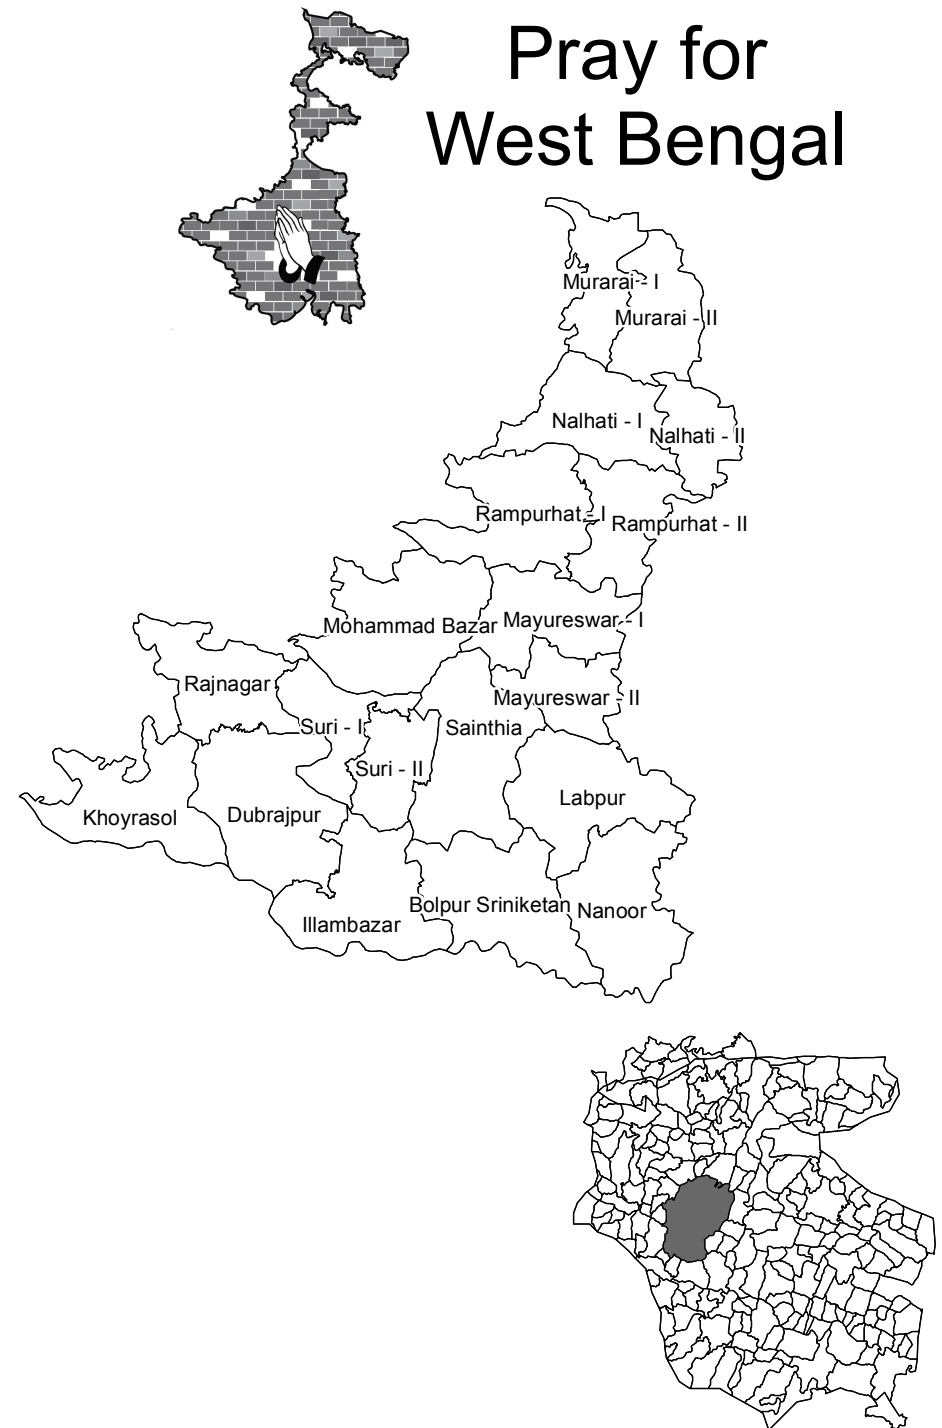 Pray for
West Bengal
Murarai - I
Murarai - II
Nalhati - I
Nalhati - II
Rampurhat - I
Rampurhat - II
Mohammad Bazar
Mayureswar - I
Rajnagar
Mayureswar - II
Suri - I
Sainthia
Suri - II
Labpur
Khoyrasol
Dubrajpur
Bolpur Sriniketan
Nanoor
Illambazar